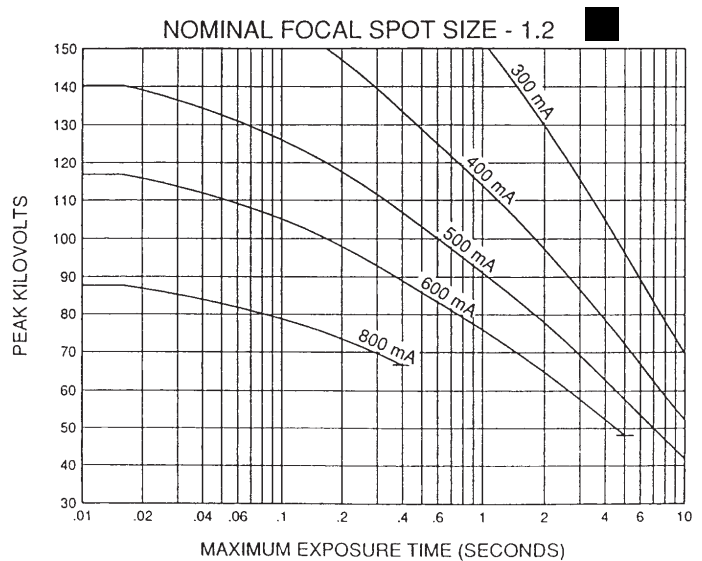 NOMINAL FOCAL SPOT SIZE - 1.2
150
140
130
120
110
100
90
80
70
60
50
40
30
PEAK KILOVOLTS
300 mA
400 mA
500 mA
600 mA
800 mA
.01 .02 .04 .06 .1 .2 .4 .6 1 2 4 6 10
MAXIMUM EXPOSURE TIME (SECONDS)